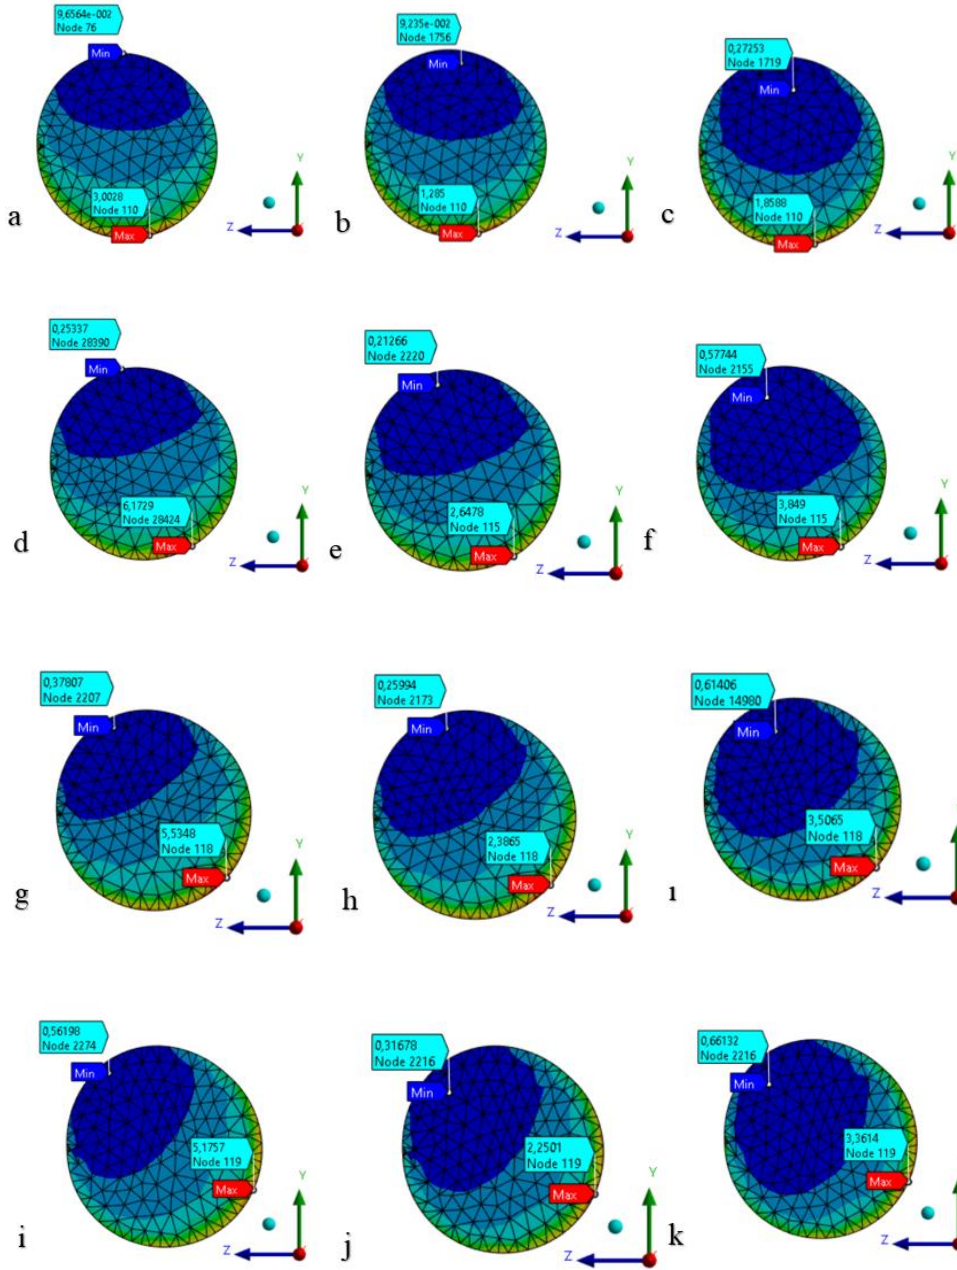 9,6564e-002
Node 76
Min
3,0028
Node 110
Max
Y
Z
a
9,235e-002
Node 1756
Min
1,285
Node 110
Max
Y
Z
b
0,27253
Node 1719
Min
1,8588
Node 110
Max
Y
Z
c
0,25337
Node 28390
Min
6,1729
Node 28424
Max
Y
Z
d
0,21266
Node 2220
Min
2,6478
Node 115
Max
Y
Z
e
0,57744
Node 2155
Min
3,849
Node 115
Max
Y
Z
f
0,37807
Node 2207
Min
5,5348
Node 118
Max
Y
Z
g
0,25994
Node 2173
Min
2,3865
Node 118
Max
Y
Z
h
0,61406
Node 14980
Min
3,5065
Node 118
Max
Z
ı
0,56198
Node 2274
Min
5,1757
Node 119
Max
Y
Z
i
0,31678
Node 2216
Min
2,2501
Node 119
Max
Y
Z
j
0,66132
Node 2216
Min
3,3614
Node 119
Max
Z
k